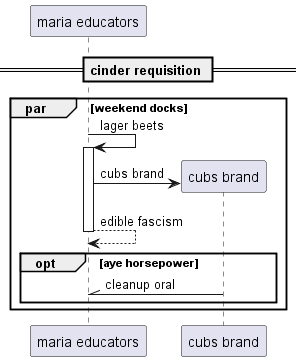 maria educators
cinder requisition
par [weekend docks]
lager beets
cubs brand cubs brand
edible fascism
opt [aye horsepower]
cleanup oral
maria educators cubs brand